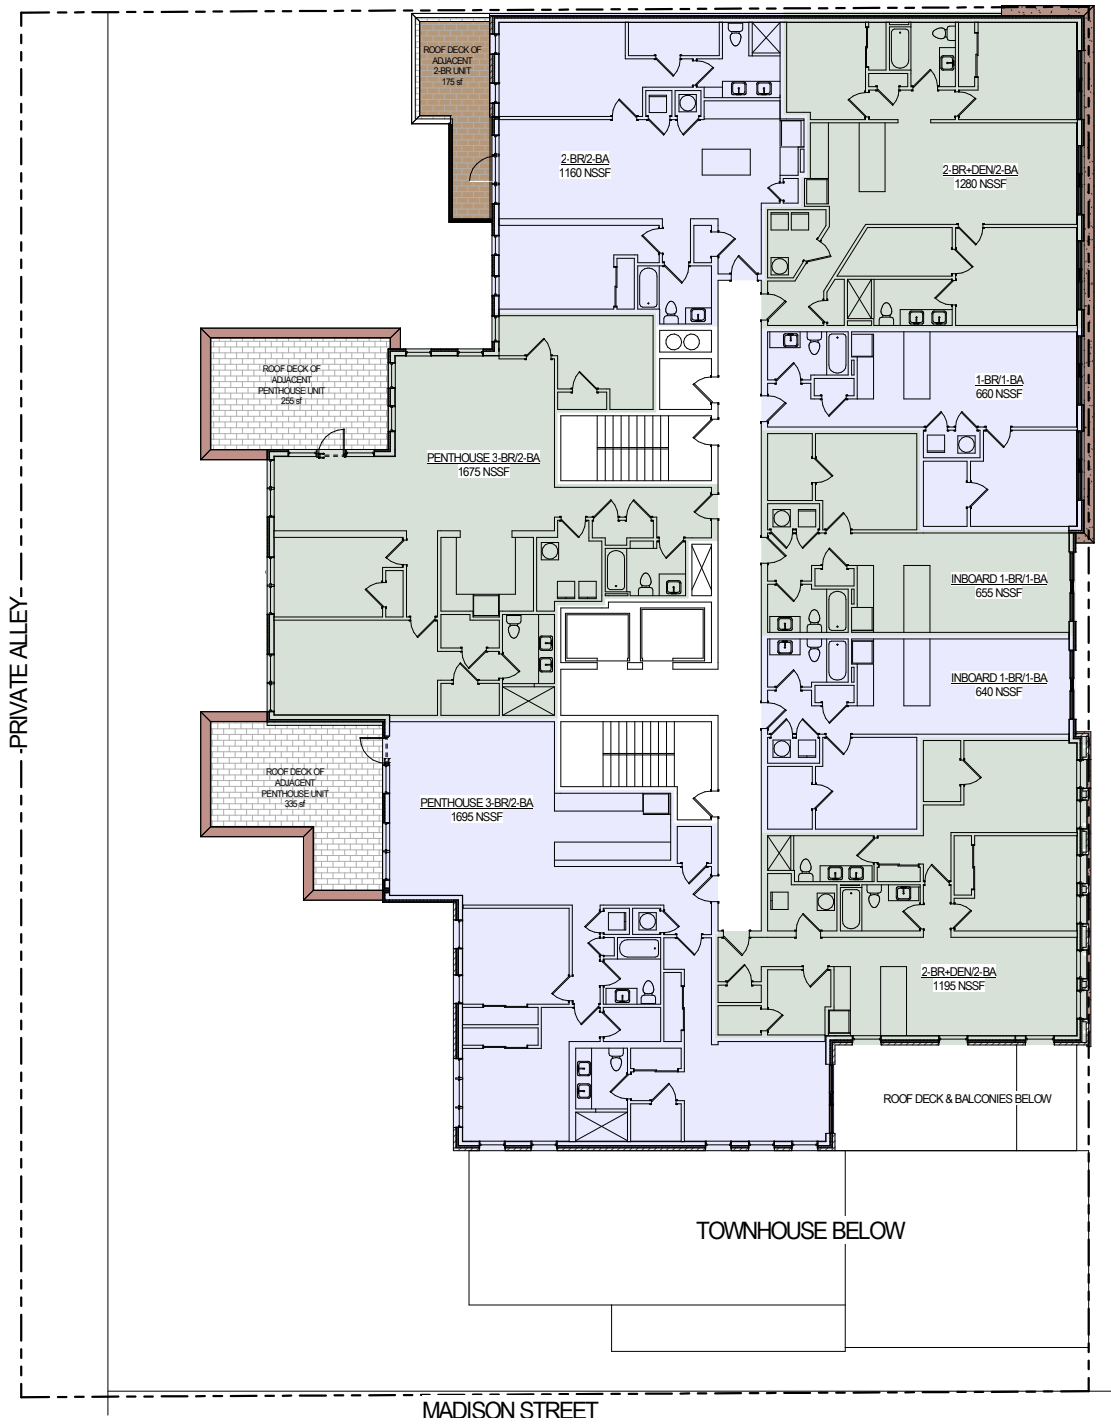 ROOF DECK OF
ADJACENT
2-BR UNIT
175 sf
2-BR/2-BA
1160 NSSF
2-BR+DEN/2-BA
1280 NSSF
ROOF DECK OF
ADJACENT
PENTHOUSE UNIT
255 sf
1-BR/1-BA
660 NSSF
PENTHOUSE 3-BR/2-BA
1675 NSSF
INBOARD 1-BR/1-BA
655 NSSF
INBOARD 1-BR/1-BA
640 NSSF
PRIVATE ALLEY
ROOF DECK OF
ADJACENT
PENTHOUSE UNIT
335 sf
PENTHOUSE 3-BR/2-BA
1695 NSSF
2-BR+DEN/2-BA
1195 NSSF
ROOF DECK & BALCONIES BELOW
TOWNHOUSE BELOW
MADISON STREET